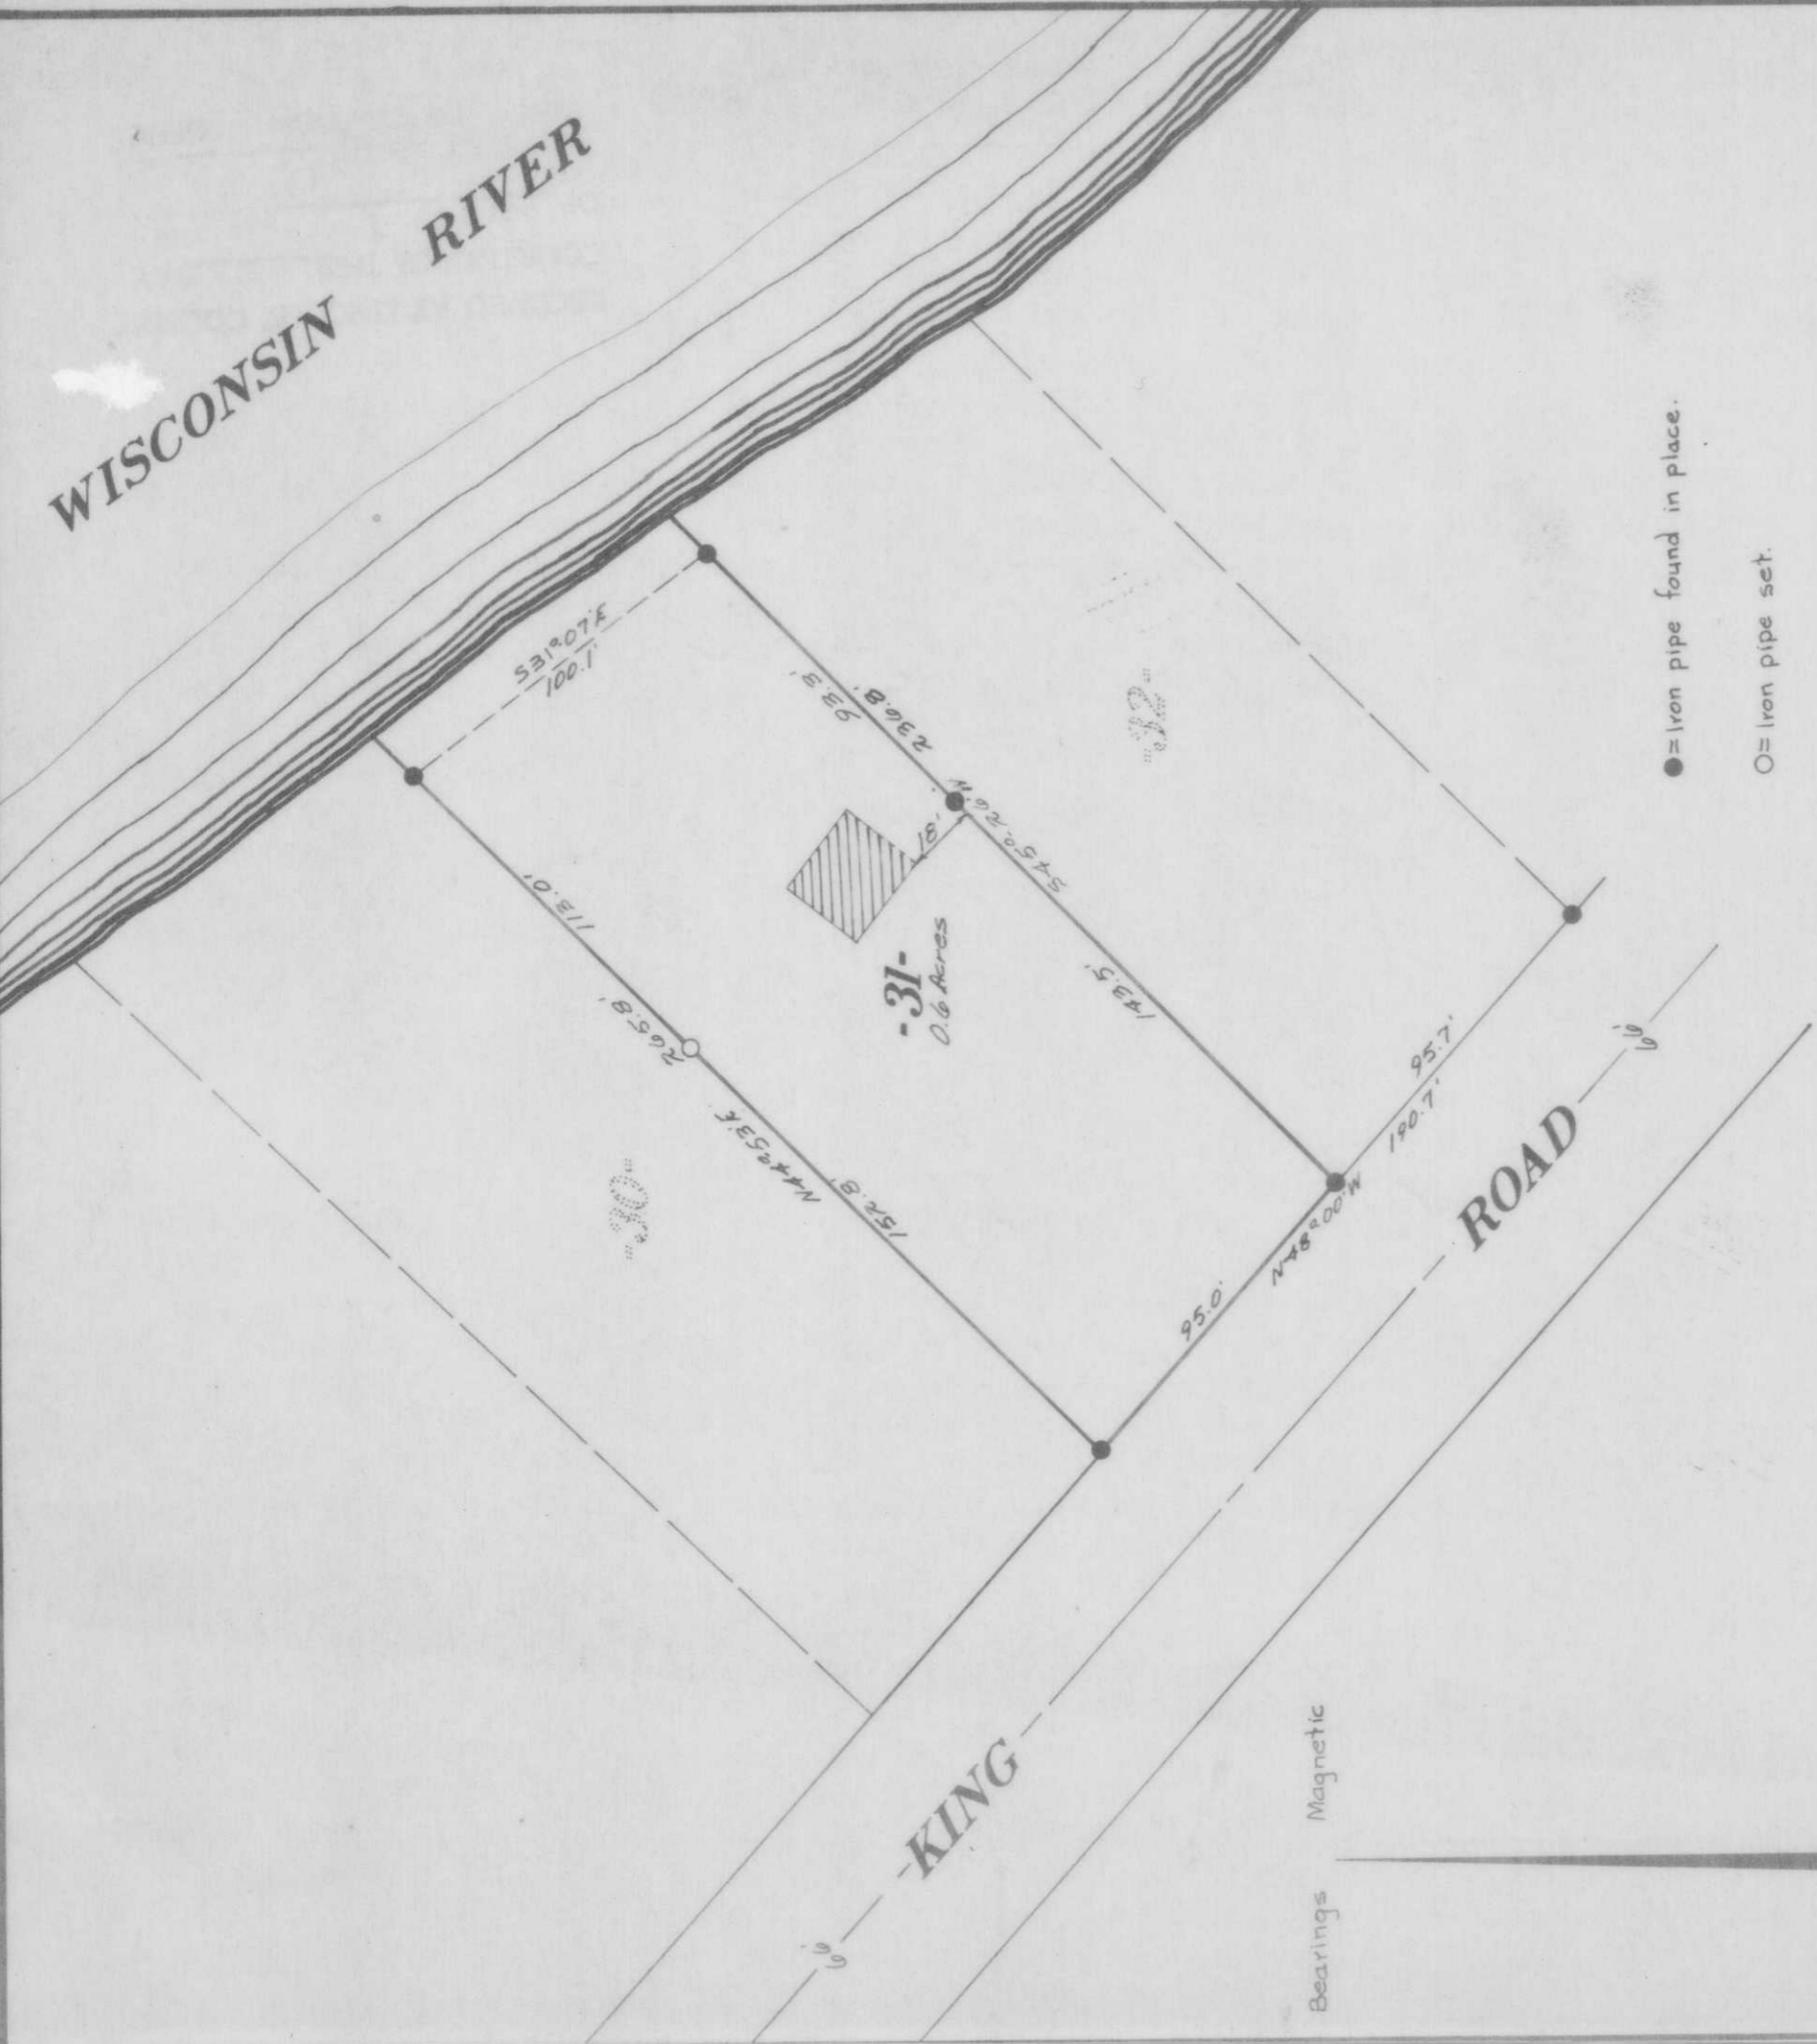 WISCONSIN RIVER
S31°07'E
100.1'
93.3'
236.8'
S45°26'W
18'
143.5'
113.0'
265.8'
N44°53'E
152.8'
-31-
0.6 Acres
-30-
-32-
95.0'
N48°00'W
95.7'
190.7'
66'
KING ROAD
66'
●=Iron pipe found in place.
O=Iron pipe set.
Bearings Magnetic